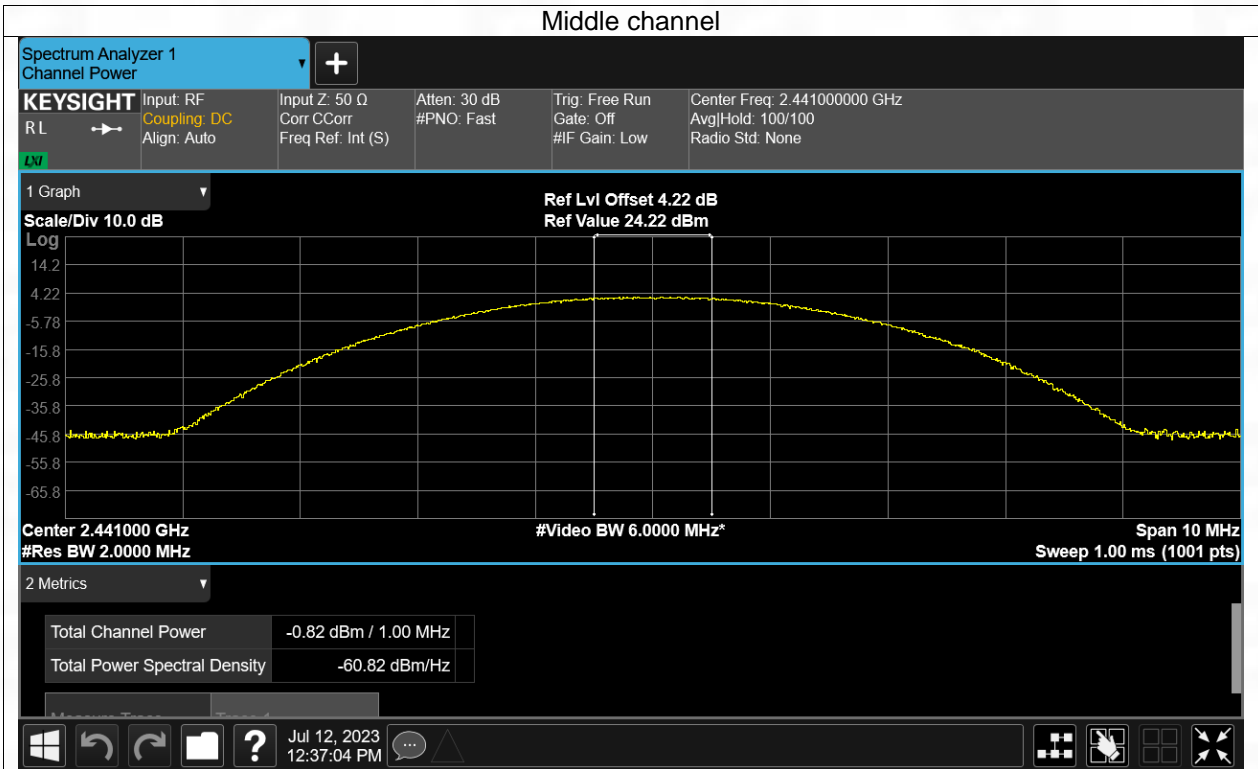 Middle channel
Spectrum Analyzer 1
Channel Power
KEYSIGHT
R L
LXI
Input: RF
Coupling: DC
Align: Auto
Input Z: 50 Ω
Corr CCorr
Freq Ref: Int (S)
Atten: 30 dB
#PNO: Fast
Trig: Free Run
Gate: Off
#IF Gain: Low
Center Freq: 2.441000000 GHz
Avg|Hold: 100/100
Radio Std: None
1 Graph
Scale/Div 10.0 dB
Ref Lvl Offset 4.22 dB
Ref Value 24.22 dBm
Log
14.2
4.22
-5.78
-15.8
-25.8
-35.8
-45.8
-55.8
-65.8
Center 2.441000 GHz
#Res BW 2.0000 MHz
#Video BW 6.0000 MHz*
Span 10 MHz
Sweep 1.00 ms (1001 pts)
2 Metrics
Total Channel Power -0.82 dBm / 1.00 MHz
Total Power Spectral Density -60.82 dBm/Hz
?
Jul 12, 2023
12:37:04 PM